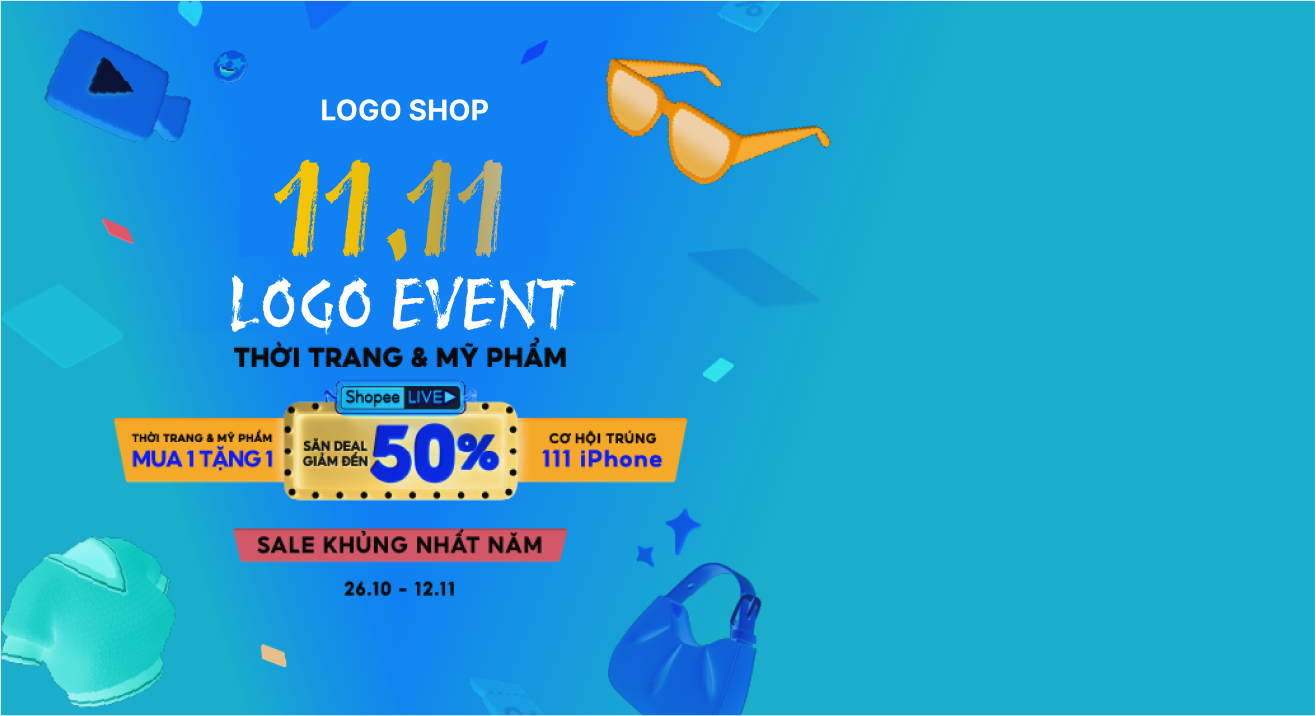 LOGO SHOP
11.11
LOGO EVENT
THỜI TRANG & MỸ PHẨM
Shopee LIVE
THỜI TRANG & MỸ PHẨM
MUA 1 TẶNG 1
SĂN DEAL
GIẢM ĐẾN
50%
CƠ HỘI TRÚNG
111 iPhone
SALE KHỦNG NHẤT NĂM
26.10 - 12.11
%